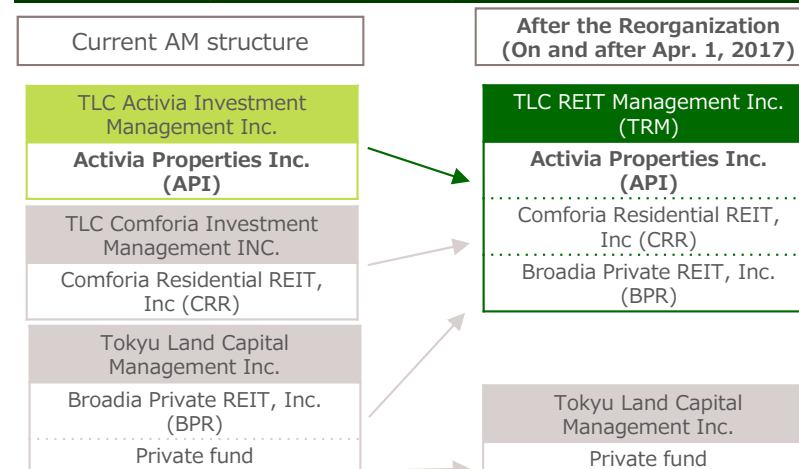 Current AM structure
After the Reorganization
(On and after Apr. 1, 2017)
TLC Activia Investment
Management Inc.
Activia Properties Inc.
(API)
TLC Comforia Investment
Management INC.
Comforia Residential REIT,
Inc (CRR)
Tokyu Land Capital
Management Inc.
Broadia Private REIT, Inc.
(BPR)
Private fund
TLC REIT Management Inc.
(TRM)
Activia Properties Inc.
(API)
Comforia Residential REIT,
Inc (CRR)
Broadia Private REIT, Inc.
(BPR)
Tokyu Land Capital
Management Inc.
Private fund